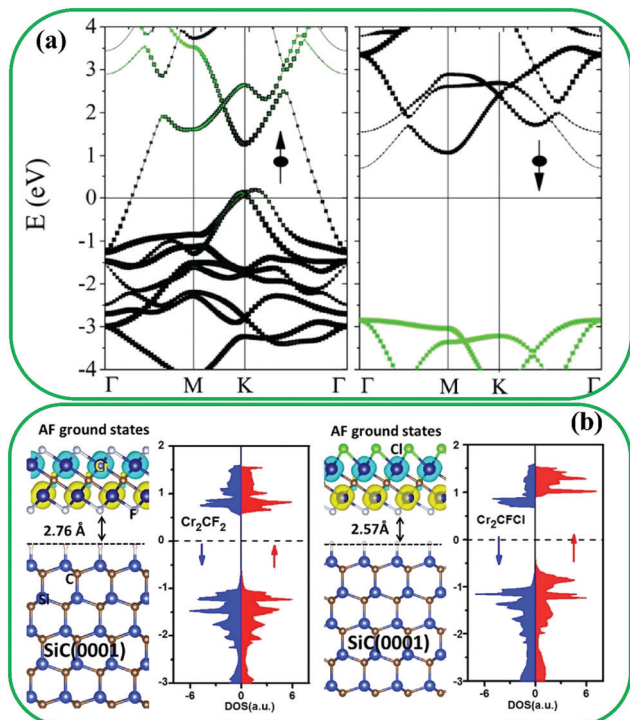 (a)
E (eV)
4
3
2
1
0
-1
-2
-3
-4
Γ M K Γ
Γ M K Γ
(b)
AF ground states
Cr
F
2.76 Å
C
Si
SiC(0001)
2
1
0
-1
-2
-3
Cr₂CF₂
-6 0 6
DOS(a.u.)
AF ground states
Cl
2.57Å
SiC(0001)
2
1
0
-1
-2
-3
Cr₂CFCl
-6 0 6
DOS(a.u.)